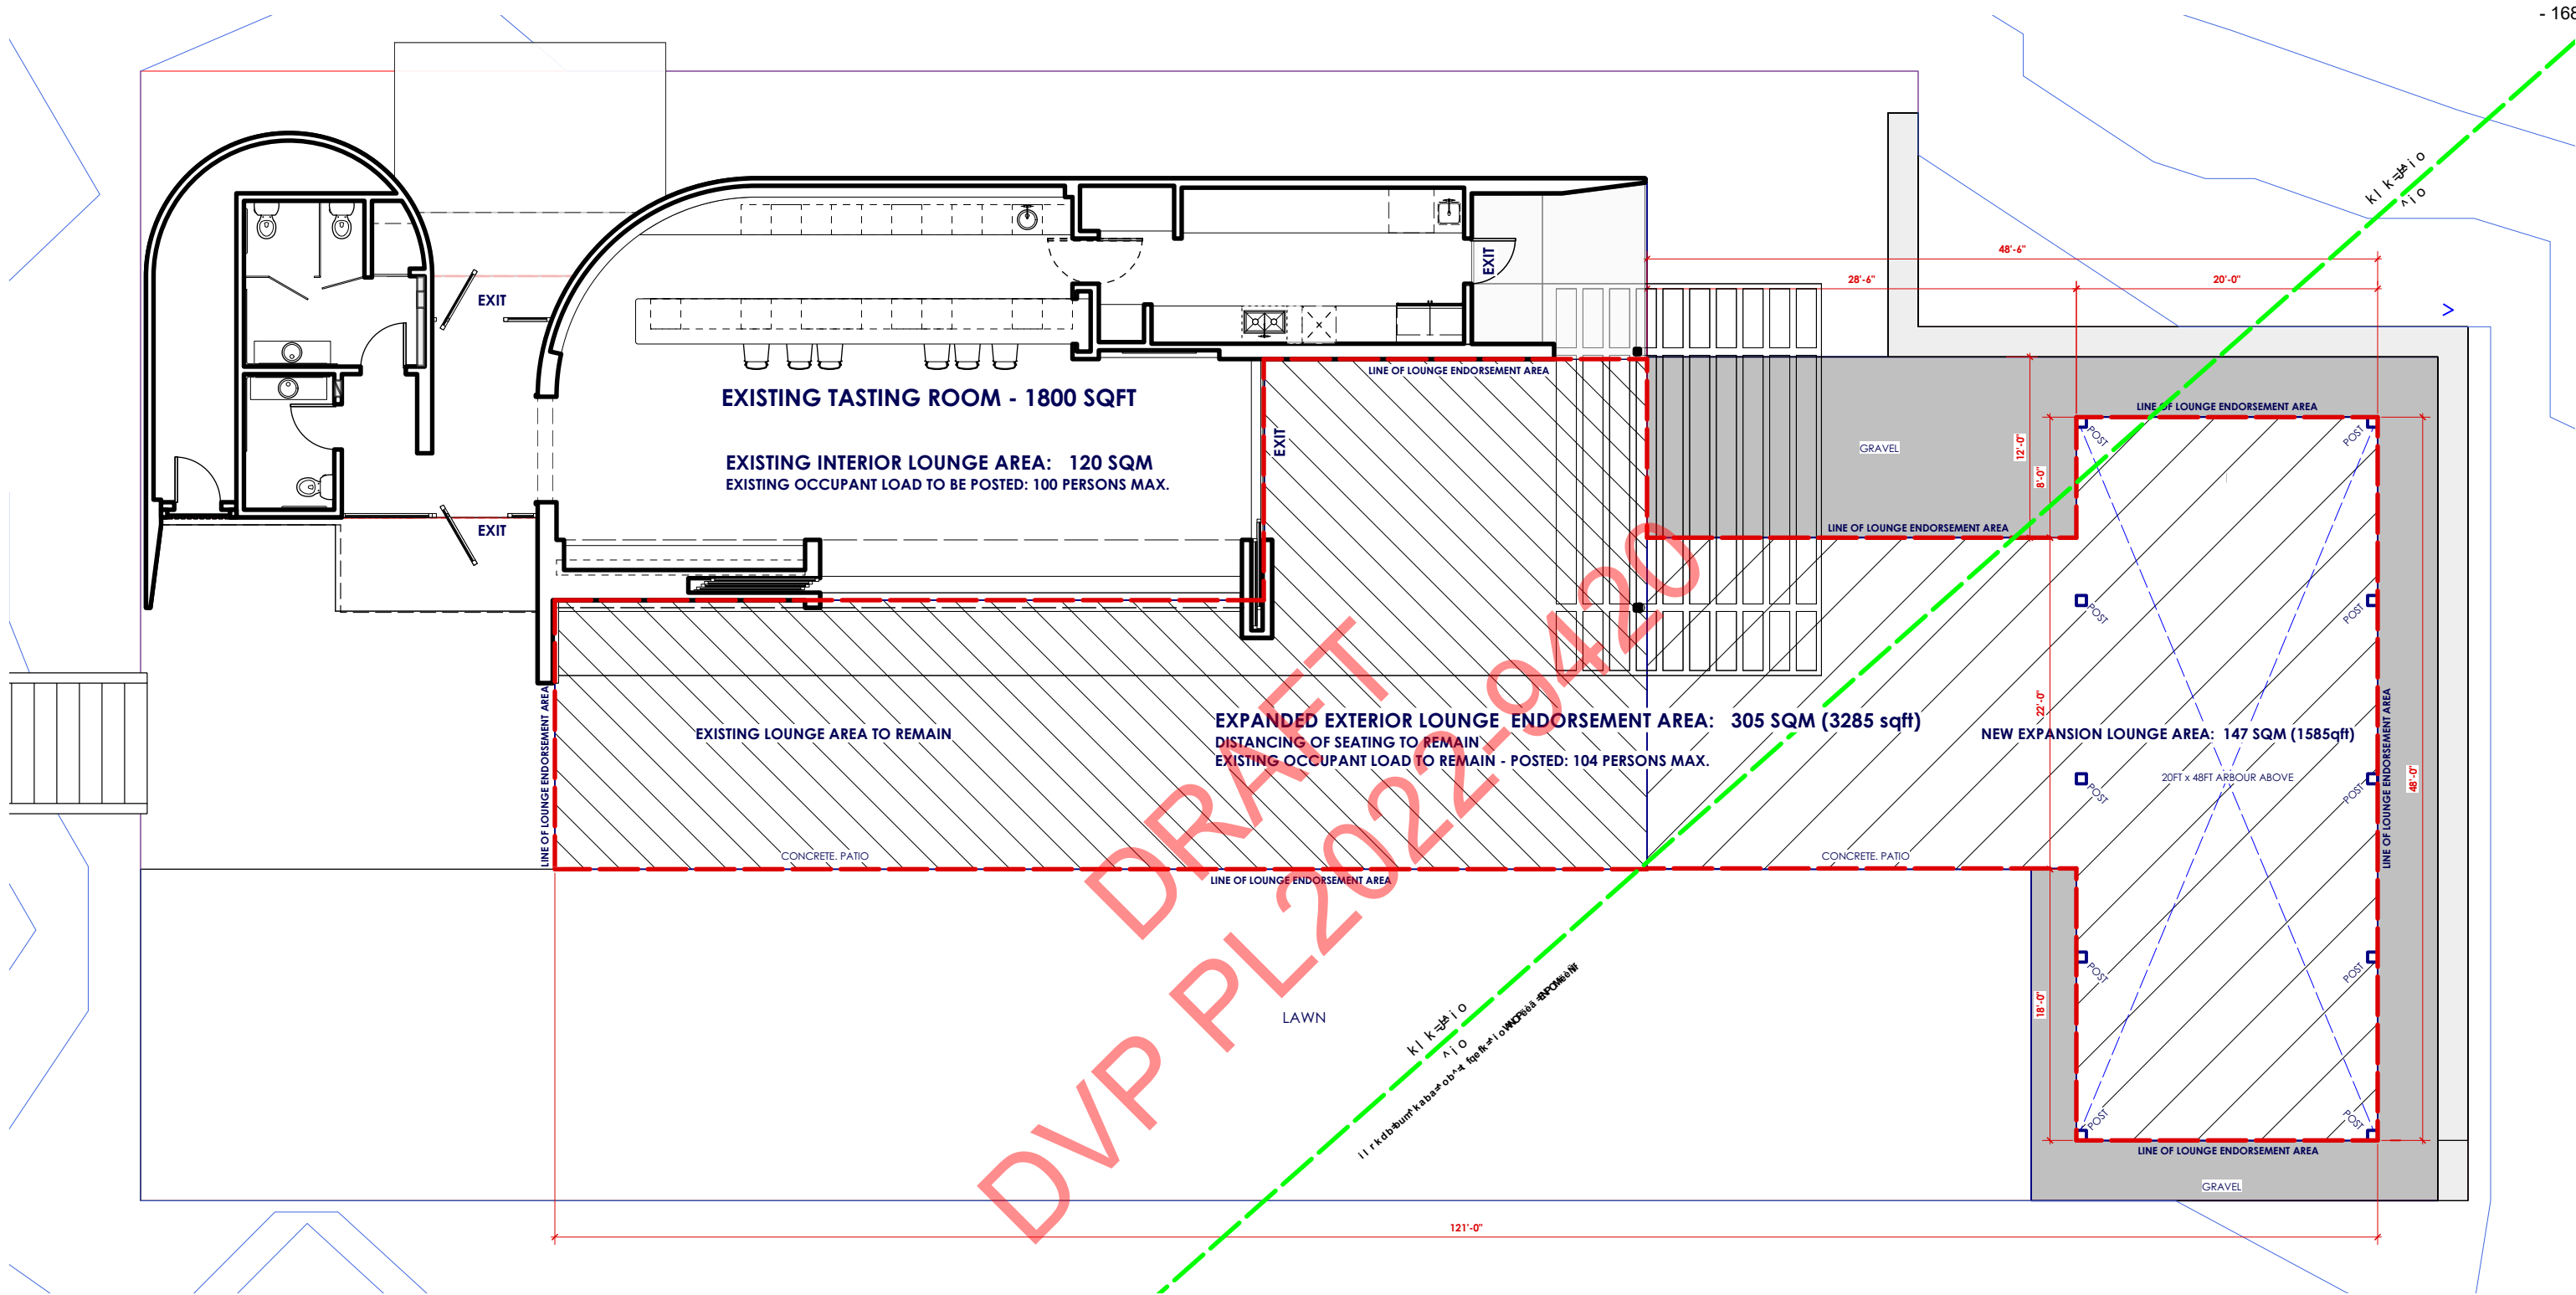 - 168
48'-6"
28'-6"
20'-0"
EXIT
EXIT
EXIT
EXIT
EXISTING TASTING ROOM - 1800 SQFT
EXISTING INTERIOR LOUNGE AREA: 120 SQM
EXISTING OCCUPANT LOAD TO BE POSTED: 100 PERSONS MAX.
LINE OF LOUNGE ENDORSEMENT AREA
LINE OF LOUNGE ENDORSEMENT AREA
GRAVEL
12'-0"
8'-0"
POST
POST
LINE OF LOUNGE ENDORSEMENT AREA
POST
POST
LINE OF LOUNGE ENDORSEMENT AREA
EXISTING LOUNGE AREA TO REMAIN
EXPANDED EXTERIOR LOUNGE ENDORSEMENT AREA: 305 SQM (3285 sqft)
DISTANCING OF SEATING TO REMAIN
EXISTING OCCUPANT LOAD TO REMAIN - POSTED: 104 PERSONS MAX.
22'-0"
NEW EXPANSION LOUNGE AREA: 147 SQM (1585qft)
20FT x 48FT ARBOUR ABOVE
POST
POST
48'-0"
LINE OF LOUNGE ENDORSEMENT AREA
CONCRETE. PATIO
CONCRETE. PATIO
LINE OF LOUNGE ENDORSEMENT AREA
DRAFT
DVP PL2022-9420
POST
POST
18'-0"
LAWN
POST
POST
LINE OF LOUNGE ENDORSEMENT AREA
GRAVEL
121'-0"